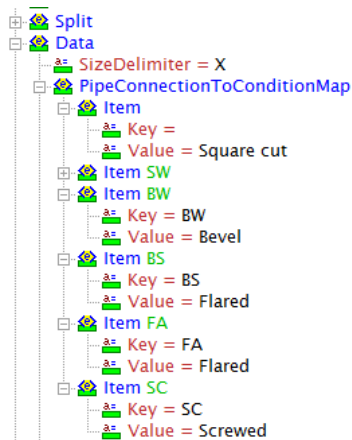 Split
Data
SizeDelimiter = X
PipeConnectionToConditionMap
Item
Key =
Value = Square cut
Item SW
Item BW
Key = BW
Value = Bevel
Item BS
Key = BS
Value = Flared
Item FA
Key = FA
Value = Flared
Item SC
Key = SC
Value = Screwed